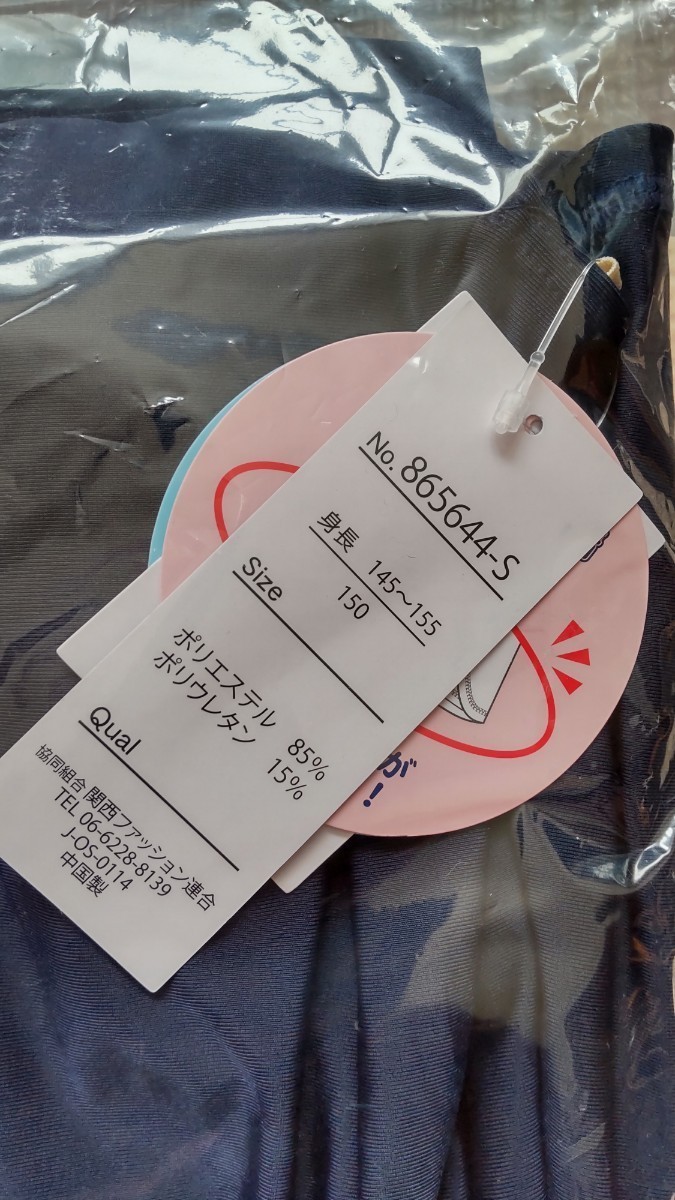 No. 865644-S
身長 145～155
Size 150
ポリエステル 85%
ポリウレタン 15%
Qual
協同組合 関西ファッション連合
TEL 06-6228-8139
J-OS-0114
中国製
が
！